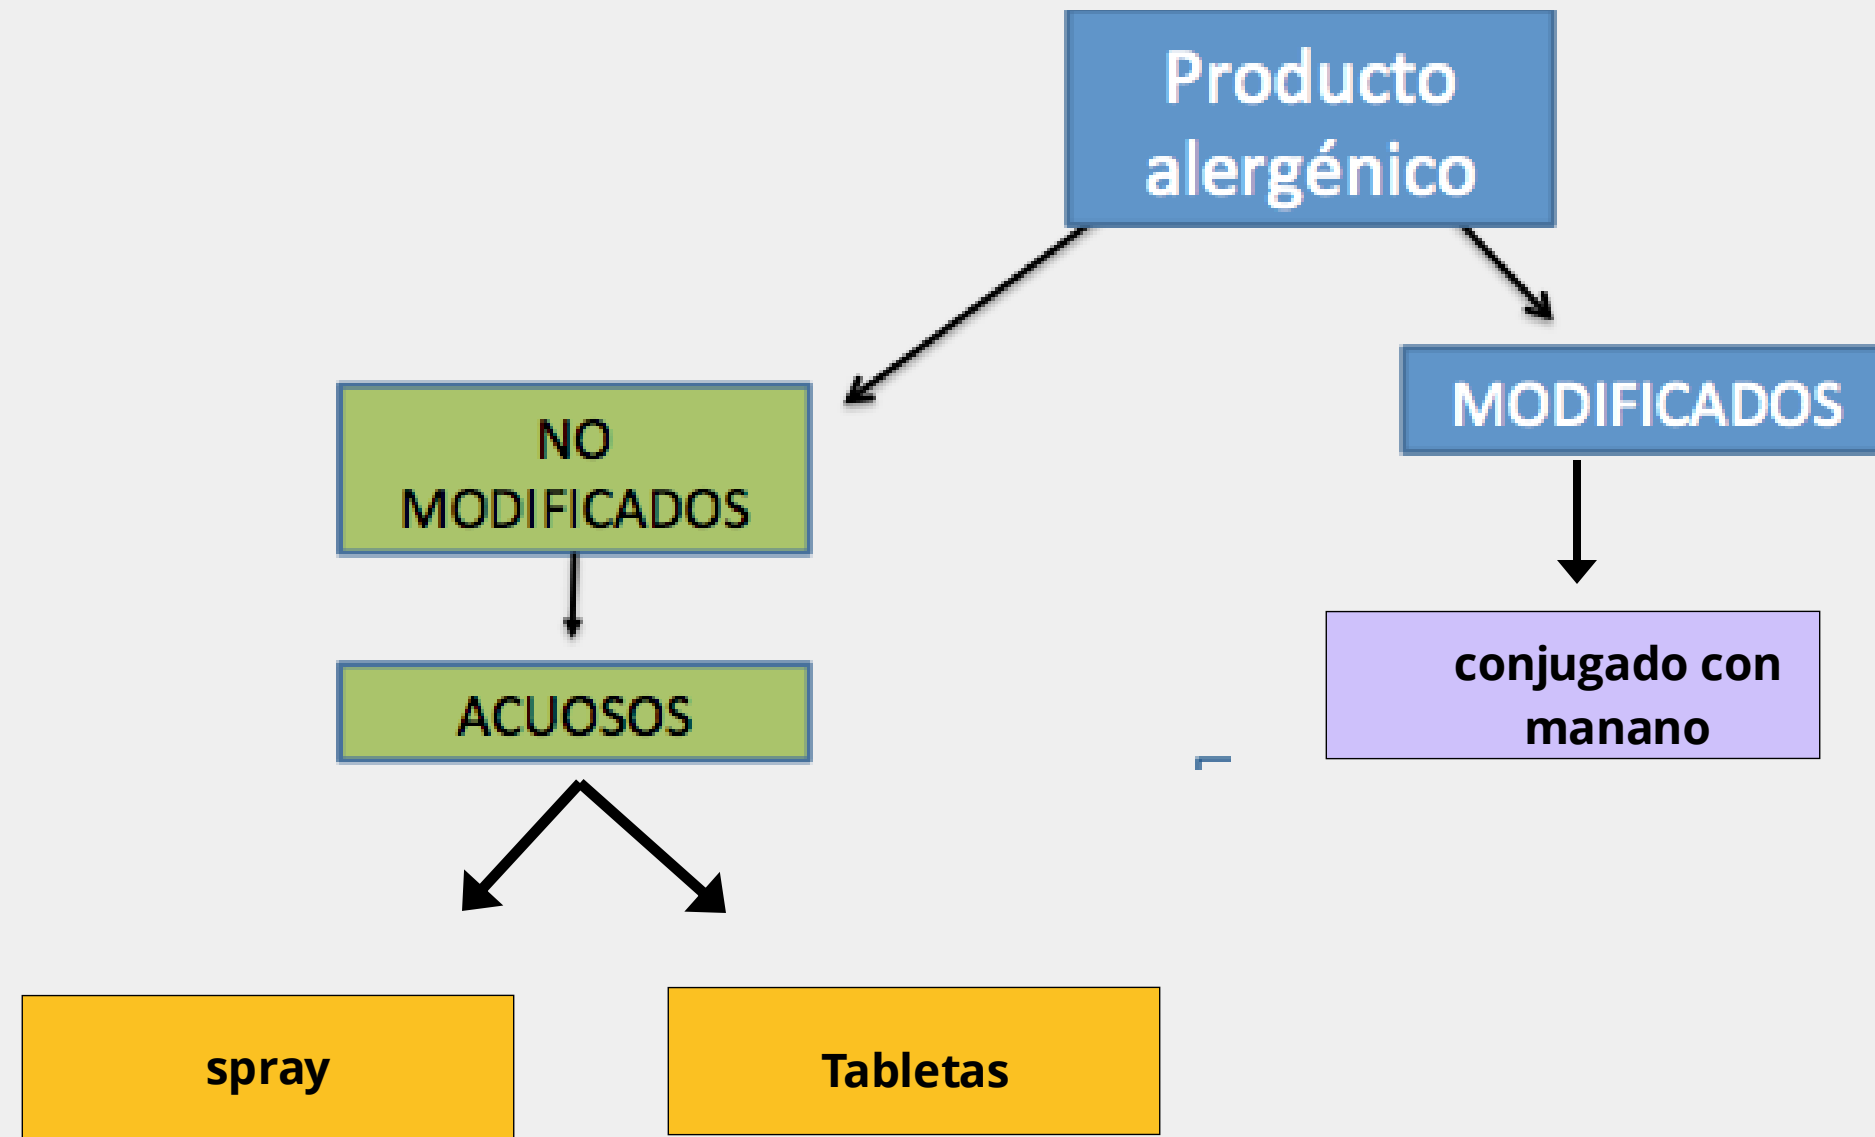 Producto
alergénico
NO
MODIFICADOS
MODIFICADOS
ACUOSOS
conjugado con
manano
spray
Tabletas